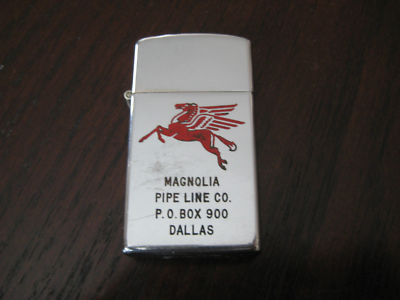 MAGNOLIA
PIPE LINE CO.
P.O. BOX 900
DALLAS